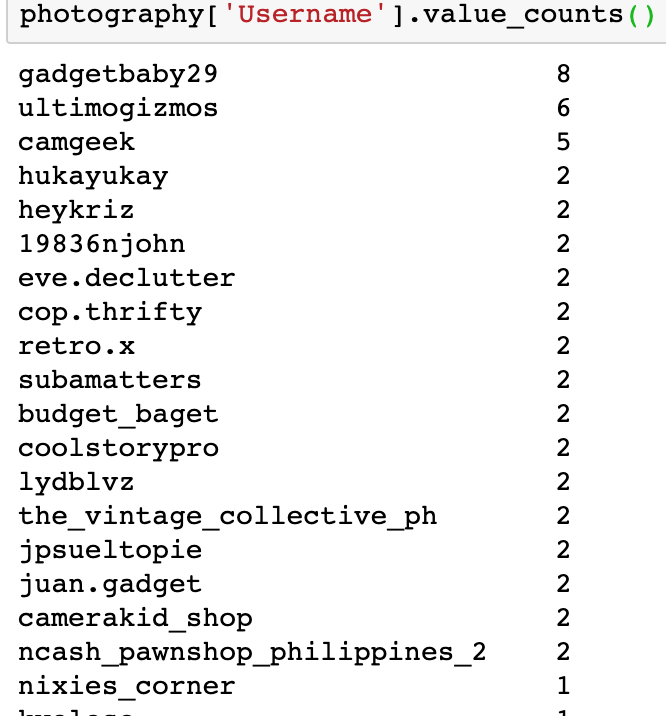 photography['Username'].value_counts()
gadgetbaby29 8
ultimogizmos 6
camgeek 5
hukayukay 2
heykriz 2
19836njohn 2
eve.declutter 2
cop.thrifty 2
retro.x 2
subamatters 2
budget_baget 2
coolstorypro 2
lydblvz 2
the_vintage_collective_ph 2
jpsueltopie 2
juan.gadget 2
camerakid_shop 2
ncash_pawnshop_philippines_2 2
nixies_corner 1